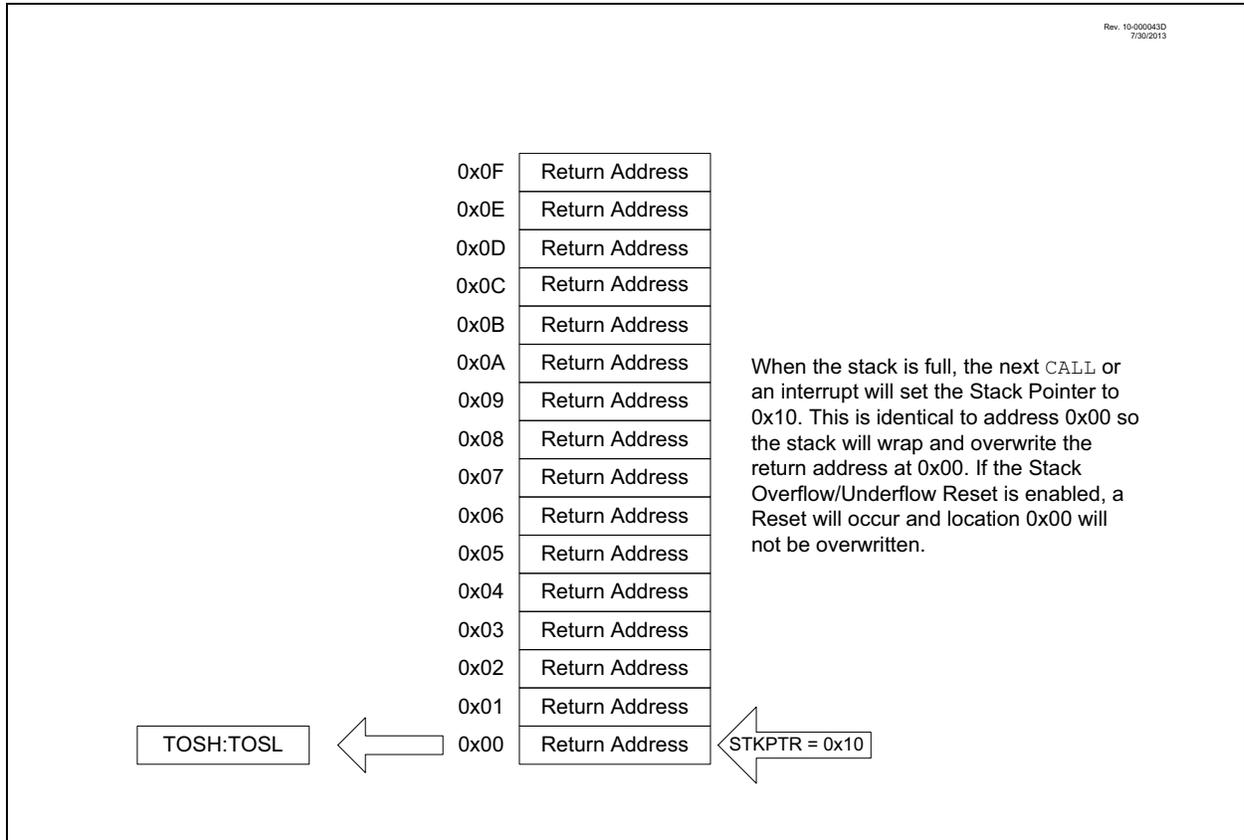 Rev. 10-000043D
7/30/2013
0x0F Return Address
0x0E Return Address
0x0D Return Address
0x0C Return Address
0x0B Return Address
0x0A Return Address
0x09 Return Address
0x08 Return Address
0x07 Return Address
0x06 Return Address
0x05 Return Address
0x04 Return Address
0x03 Return Address
0x02 Return Address
0x01 Return Address
TOSH:TOSL 0x00 Return Address STKPTR = 0x10
When the stack is full, the next CALL or
an interrupt will set the Stack Pointer to
0x10. This is identical to address 0x00 so
the stack will wrap and overwrite the
return address at 0x00. If the Stack
Overflow/Underflow Reset is enabled, a
Reset will occur and location 0x00 will
not be overwritten.